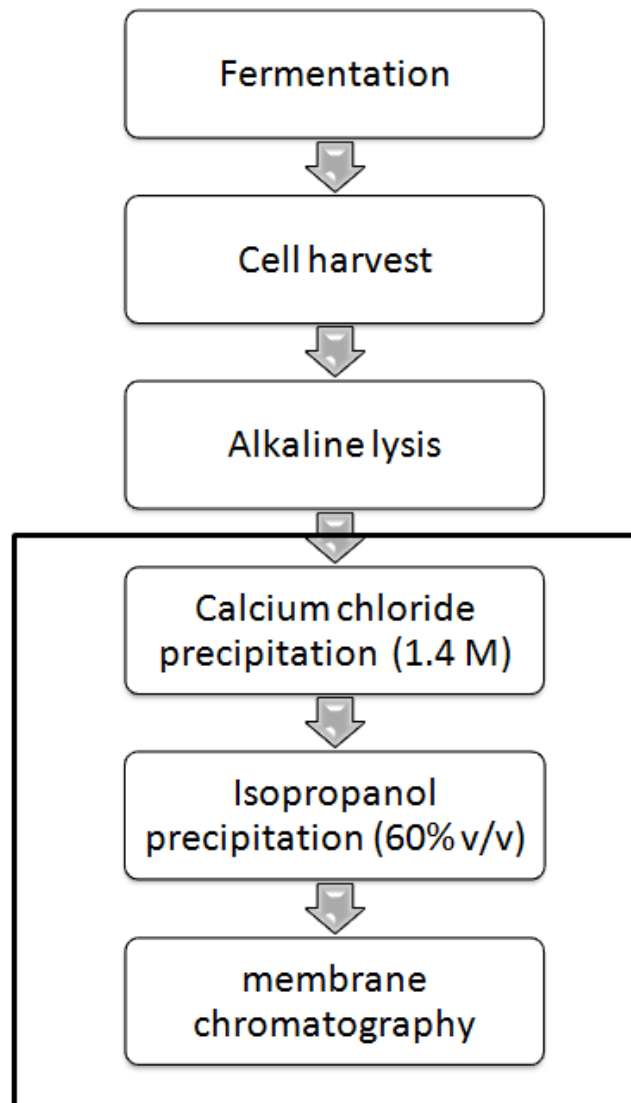 Fermentation
Cell harvest
Alkaline lysis
Calcium chloride
precipitation (1.4 M)
Isopropanol
precipitation (60% v/v)
membrane
chromatography